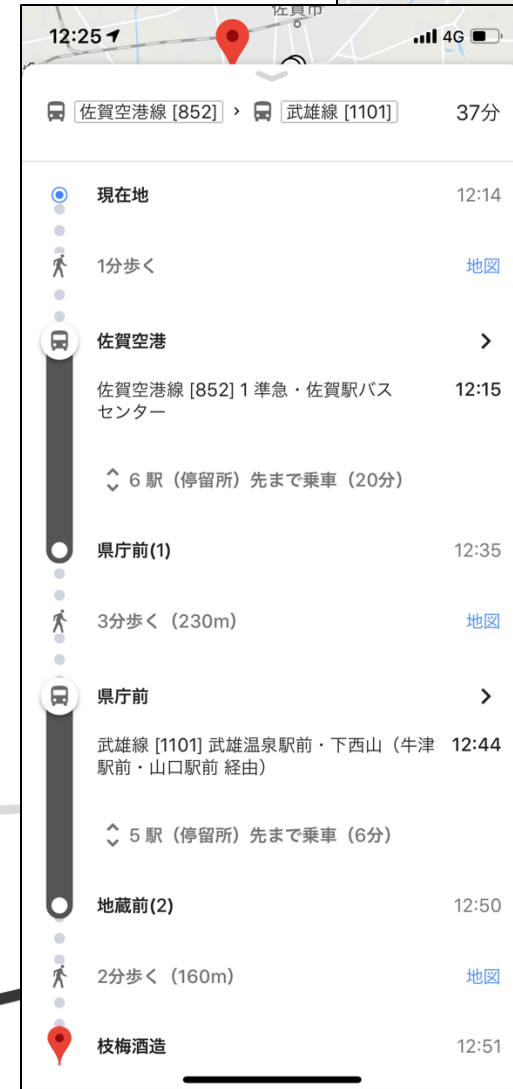 佐賀市
12:25
4G
佐賀空港線 [852] › 武雄線 [1101] 37分
現在地 12:14
1分歩く 地図
佐賀空港
佐賀空港線 [852] 1 準急・佐賀駅バス 12:15
センター
6 駅（停留所）先まで乗車（20分）
県庁前(1) 12:35
3分歩く（230m） 地図
県庁前
武雄線 [1101] 武雄温泉駅前・下西山（牛津 12:44
駅前・山口駅前 経由）
5 駅（停留所）先まで乗車（6分）
地蔵前(2) 12:50
2分歩く（160m） 地図
枝梅酒造 12:51